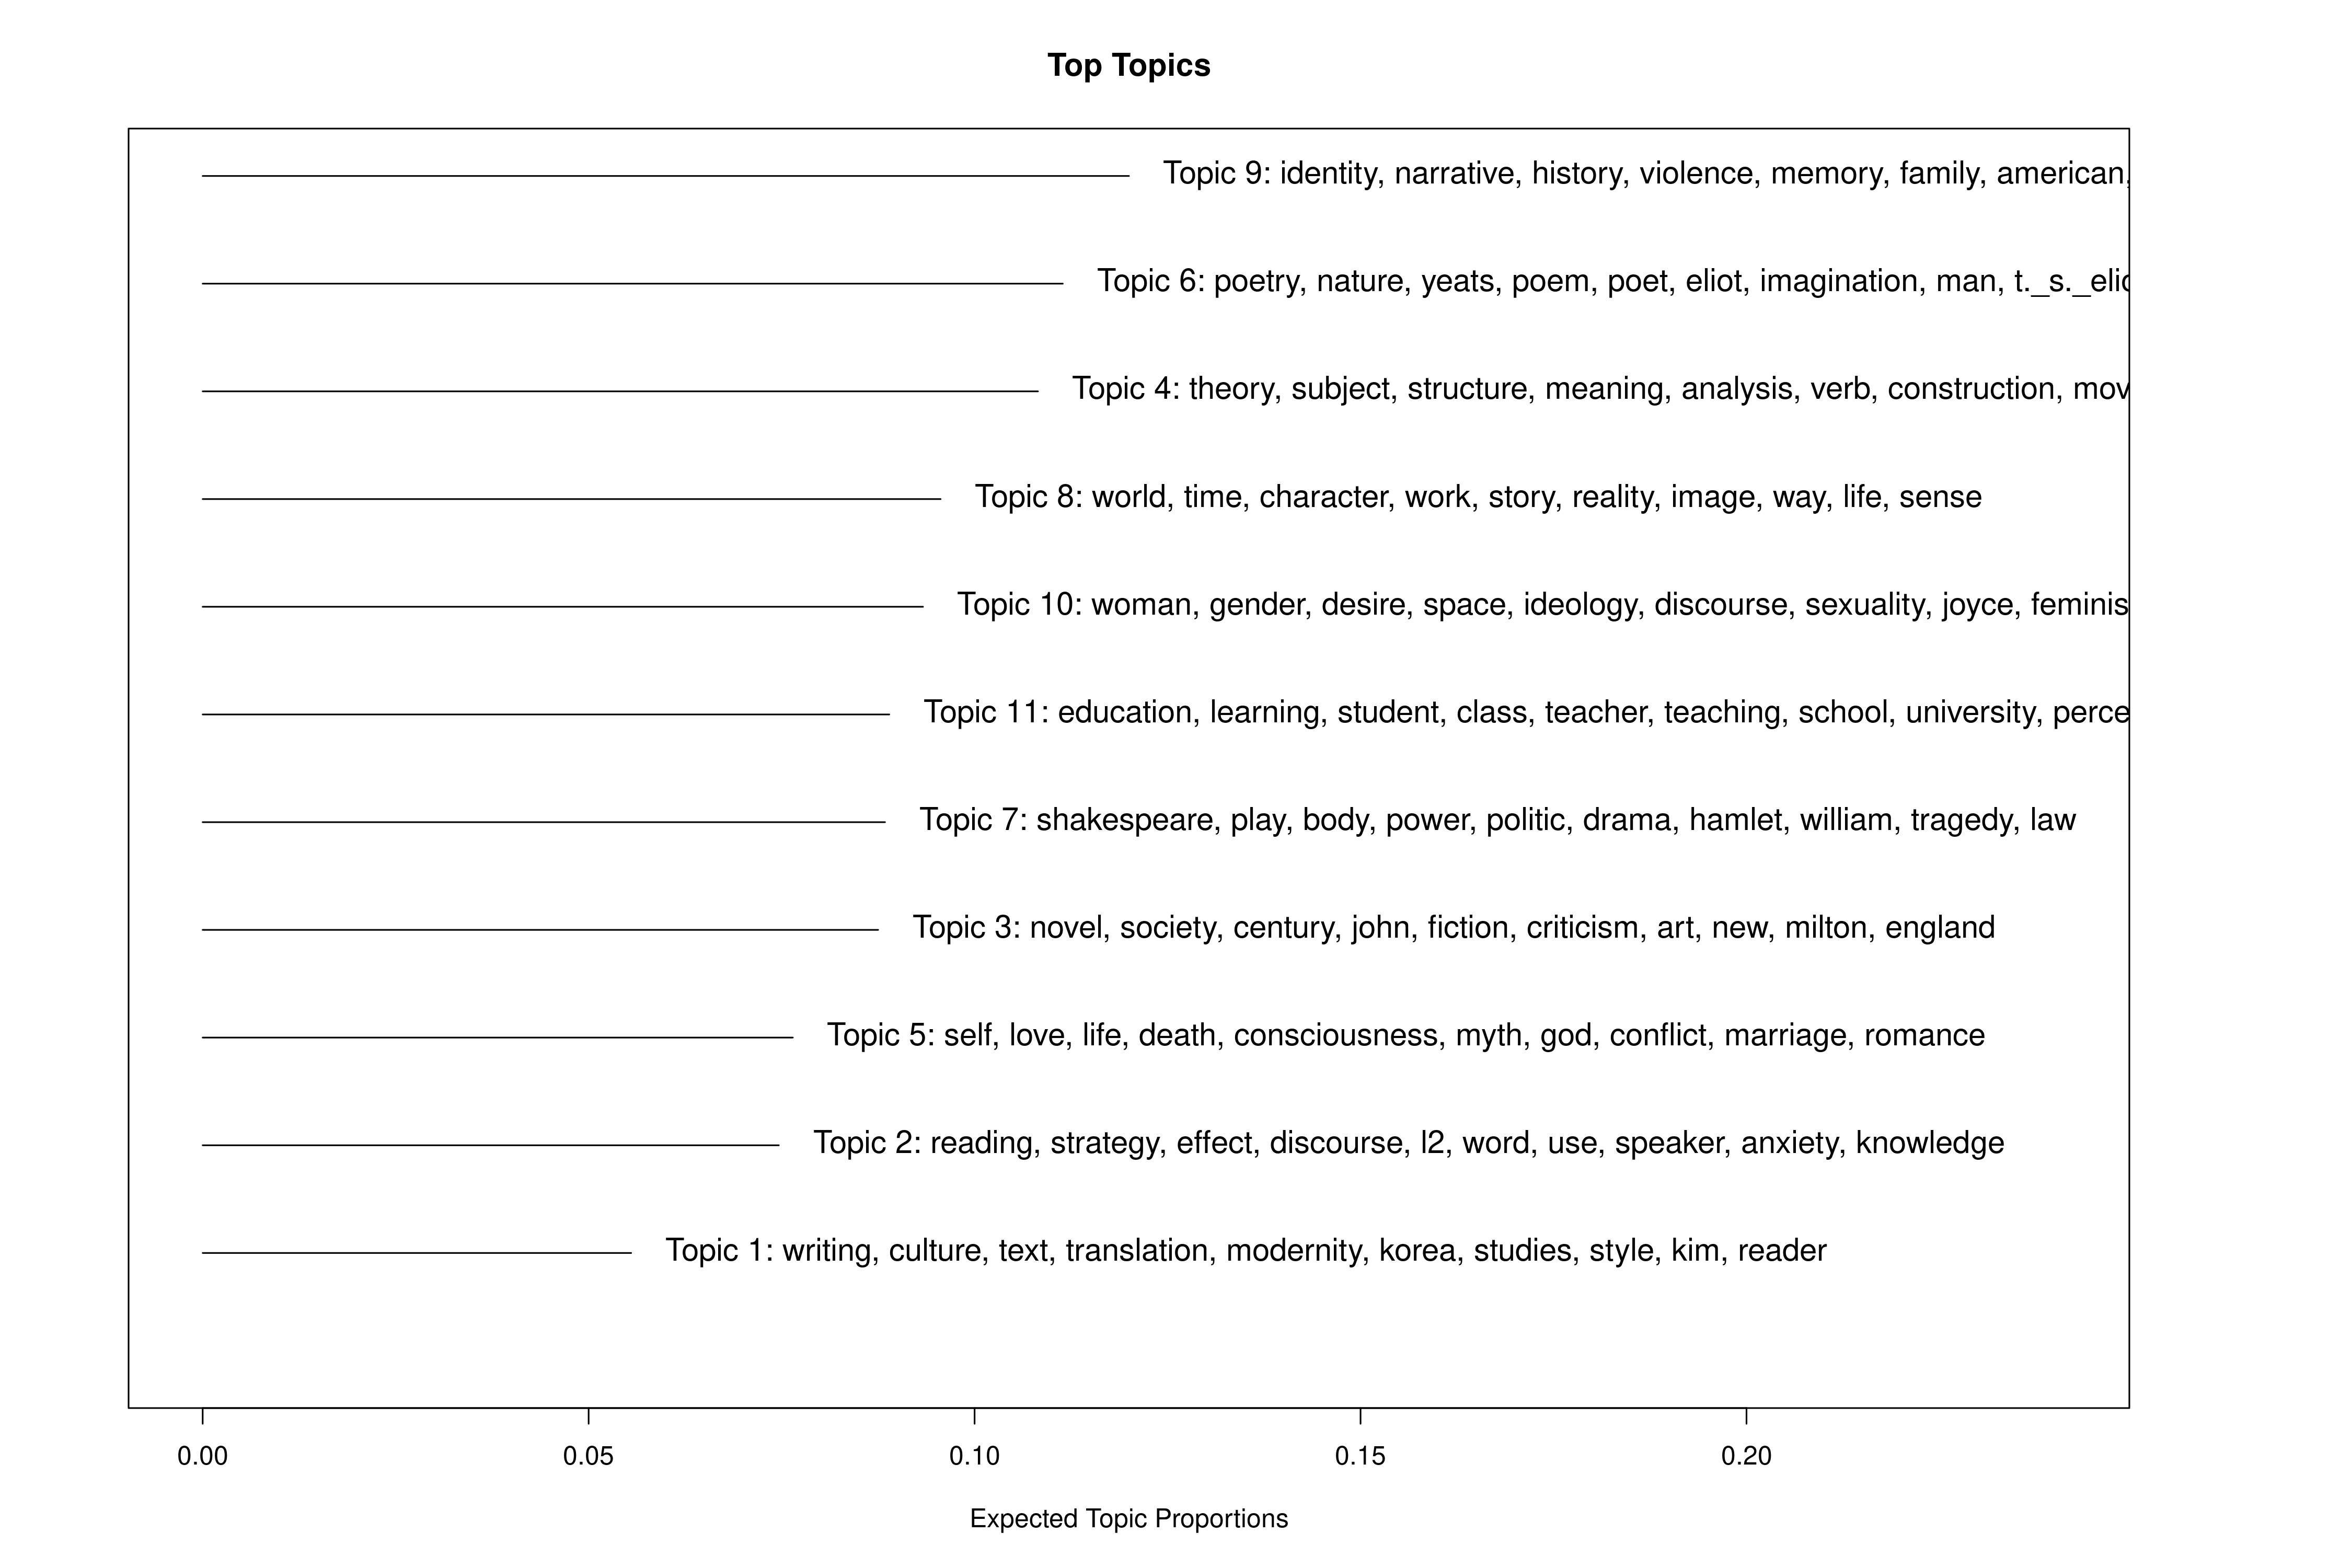 Top Topics
Topic 9: identity, narrative, history, violence, memory, family, american,
Topic 6: poetry, nature, yeats, poem, poet, eliot, imagination, man,
Topic 4: theory, subject, structure, meaning, analysis, verb, construction,
Topic 8: world, time, character, work, story, reality, image, way, life, sense
Topic 10: woman, gender, desire, space, ideology, discourse, sexuality, joyce,
Topic 11: education, learning, student, class, teacher, teaching, school, university,
Topic 7: shakespeare, play, body, power, politic, drama, hamlet, william, tragedy, law
Topic 3: novel, society, century, john, fiction, criticism, art, new, milton, england
Topic 5: self, love, life, death, consciousness, myth, god, conflict, marriage, romance
Topic 2: reading, strategy, effect, discourse, l2, word, use, speaker, anxiety, knowledge
Topic 1: writing, culture, text, translation, modernity, korea, studies, style, kim, reader
0.00 0.05 0.10 0.15 0.20
Expected Topic Proportions